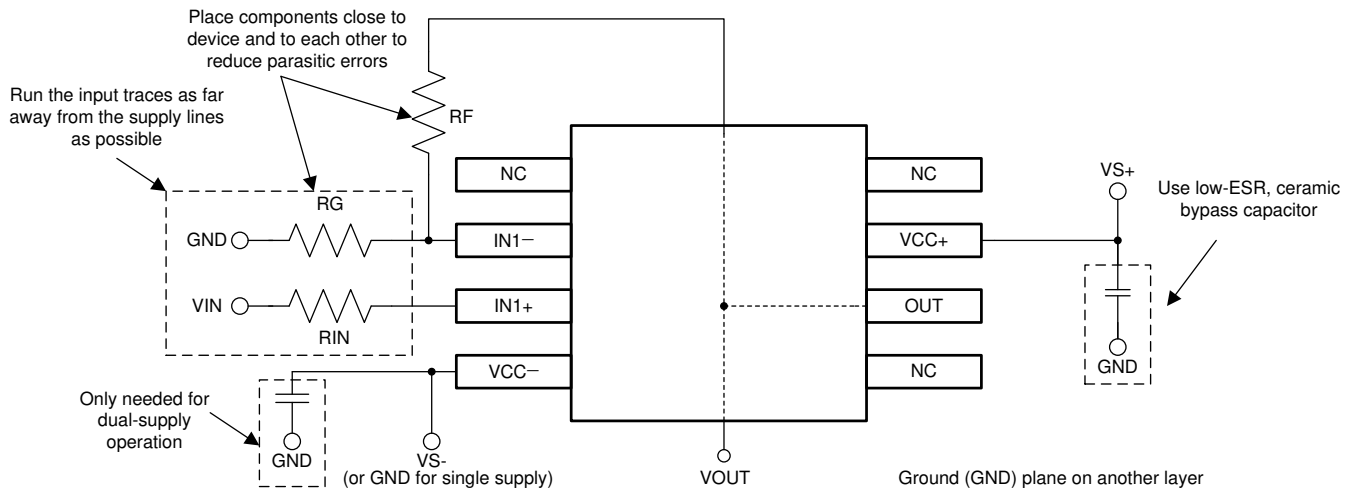 Place components close to
device and to each other to
reduce parasitic errors
Run the input traces as far
away from the supply lines
as possible
RF
NC
NC
VS+
Use low-ESR, ceramic
bypass capacitor
RG
GND
IN1−
VCC+
VIN
RIN
IN1+
OUT
VCC−
NC
GND
Only needed for
dual-supply
operation
GND
VS-
(or GND for single supply)
VOUT
Ground (GND) plane on another layer